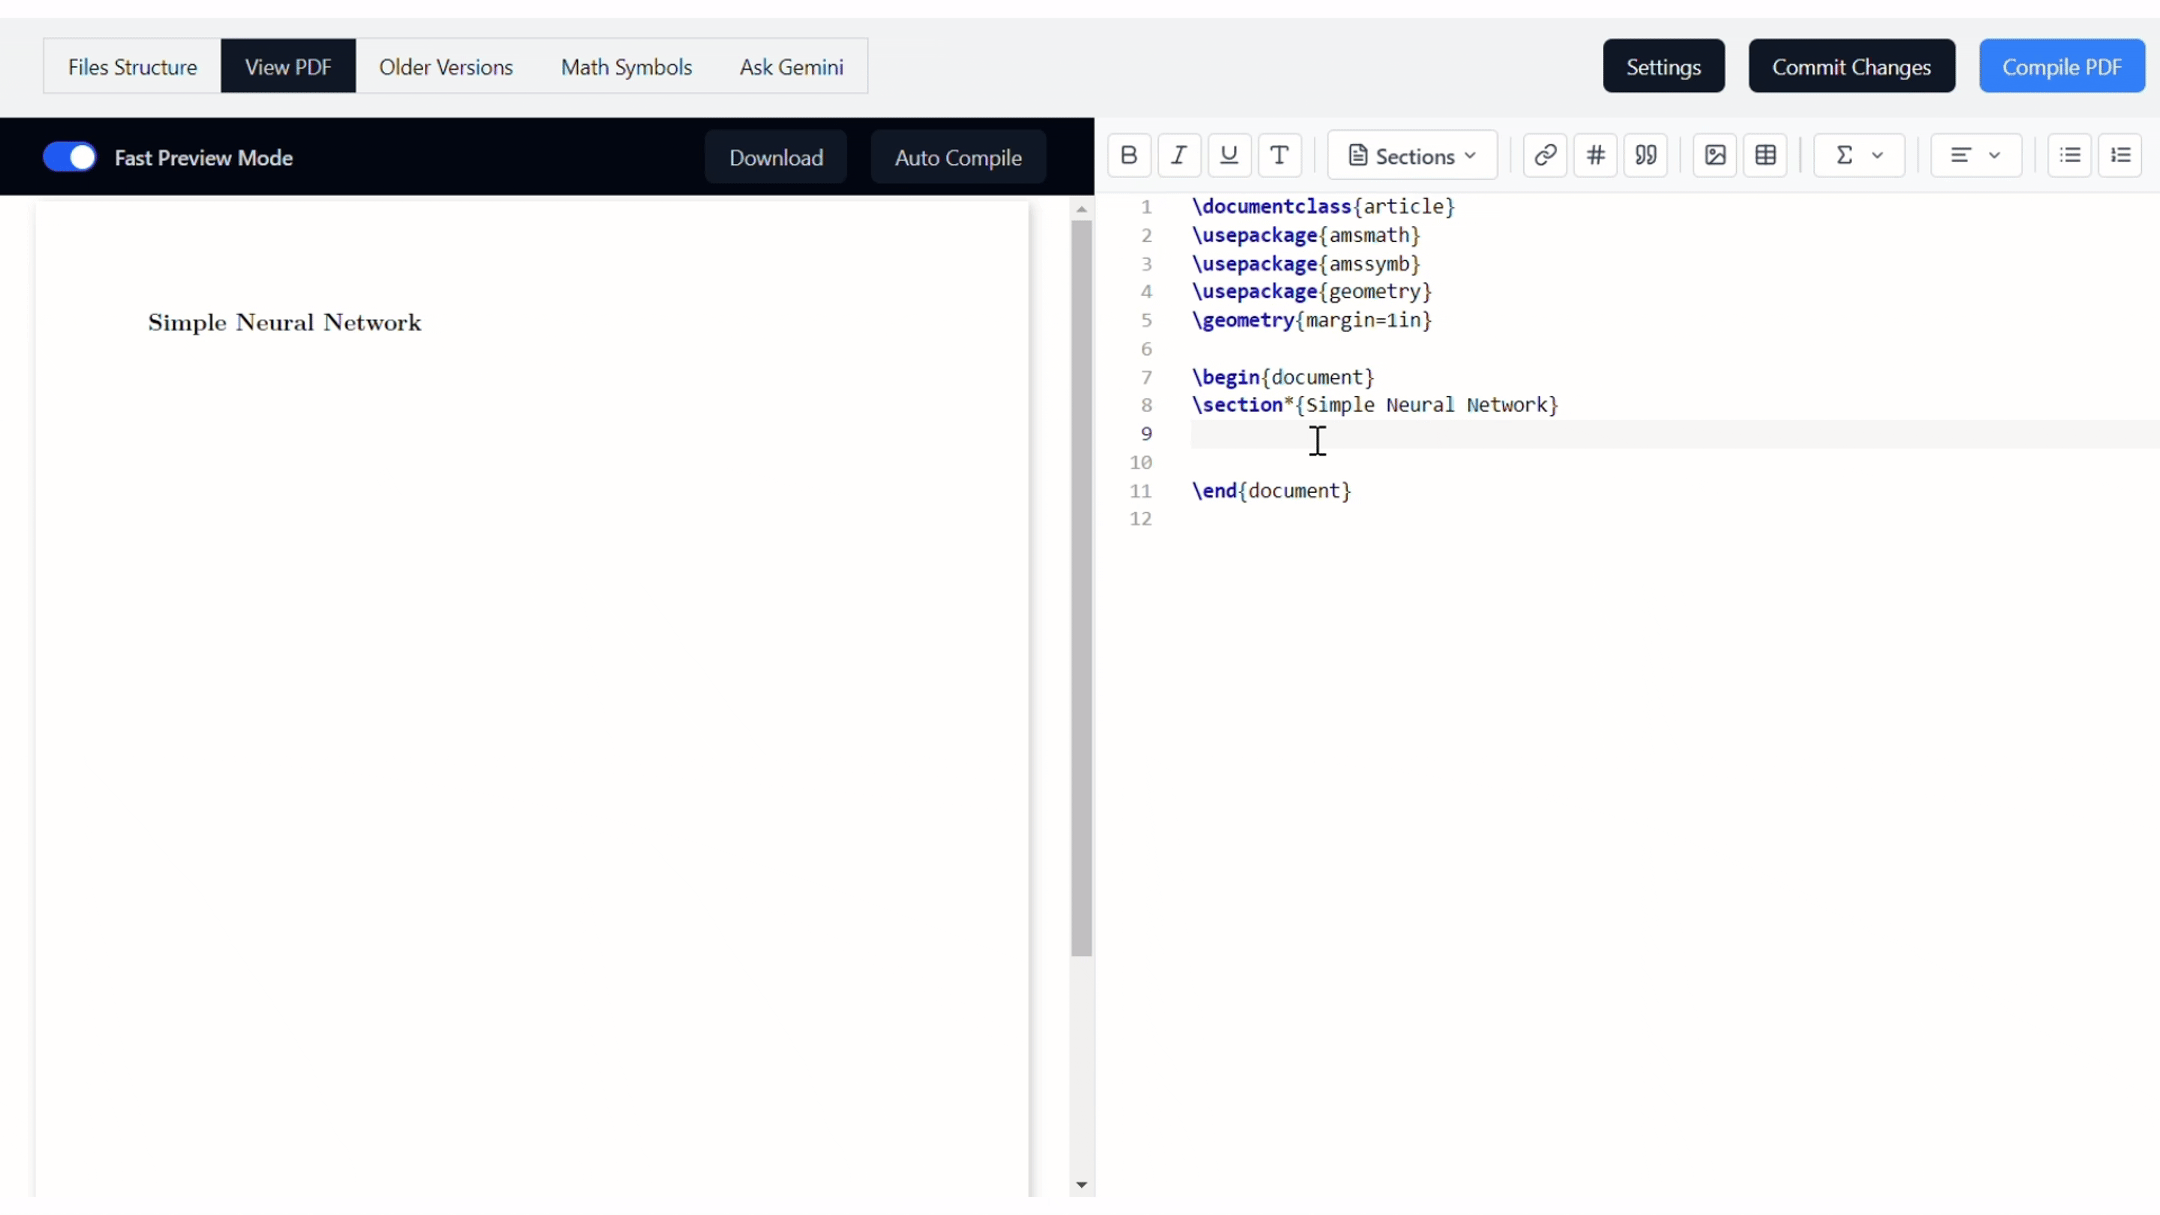 Files Structure View PDF Older Versions Math Symbols Ask Gemini Settings Commit Changes Compile PDF
Fast Preview Mode Download Auto Compile
B I U T Sections # Σ
Simple Neural Network
1 \documentclass{article}
2 \usepackage{amsmath}
3 \usepackage{amssymb}
4 \usepackage{geometry}
5 \geometry{margin=1in}
6
7 \begin{document}
8 \section*{Simple Neural Network}
9
10
11 \end{document}
12